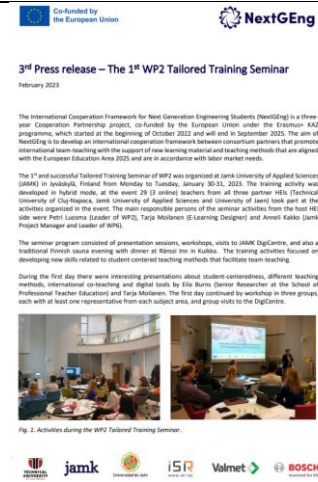 Co-funded by
the European Union
NextGEng
3rd Press release – The 1st WP2 Tailored Training Seminar
February 2023
The International Cooperation Framework for Next Generation Engineering Students (NextGEng) is a three-
year Cooperation Partnership project, co-funded by the European Union under the Erasmus+ KA2
programme, which started at the beginning of October 2022 and will end in September 2025. The aim of
NextGEng is to develop an international cooperation framework between consortium partners that promote
international team-teaching with the support of new learning material and teaching methods that are aligned
with the European Education Area 2025 and are in accordance with labor market needs.
The 1st and successful Tailored Training Seminar of WP2 was organized at Jamk University of Applied Sciences
(JAMK) in Jyväskylä, Finland from Monday to Tuesday, January 30-31, 2023. The training activity was
developed in hybrid mode, at the event 29 (3 online) teachers from all three partner HEIs (Technical
University of Cluj-Napoca, Jamk University of Applied Sciences and University of Jaen) took part at the
activities organized in the event. The main responsible persons of the seminar activities from the host HEI
side were Petri Luosma (Leader of WP2), Tarja Moilanen (E-Learning Designer) and Anneli Kakko (Jamk
Project Manager and Leader of WP6).
The seminar program consisted of presentation sessions, workshops, visits to JAMK DigiCentre, and also a
traditional Finnish sauna evening with dinner at Ränssi Inn in Kuikka. The training activities focused on
developing new skills related to student-centered teaching methods that facilitate team-teaching.
During the first day there were interesting presentations about student-centeredness, different teaching
methods, international co-teaching and digital tools by Eila Burns (Senior Researcher at the School of
Professional Teacher Education) and Tarja Moilanen. The first day continued by workshop in three groups,
each with at least one representative from each subject area, and group visits to the DigiCentre.
Fig. 1. Activities during the WP2 Tailored Training Seminar.
TECHNICAL
UNIVERSITY
jamk
Universidad de Jaén
iSR
Valmet
BOSCH